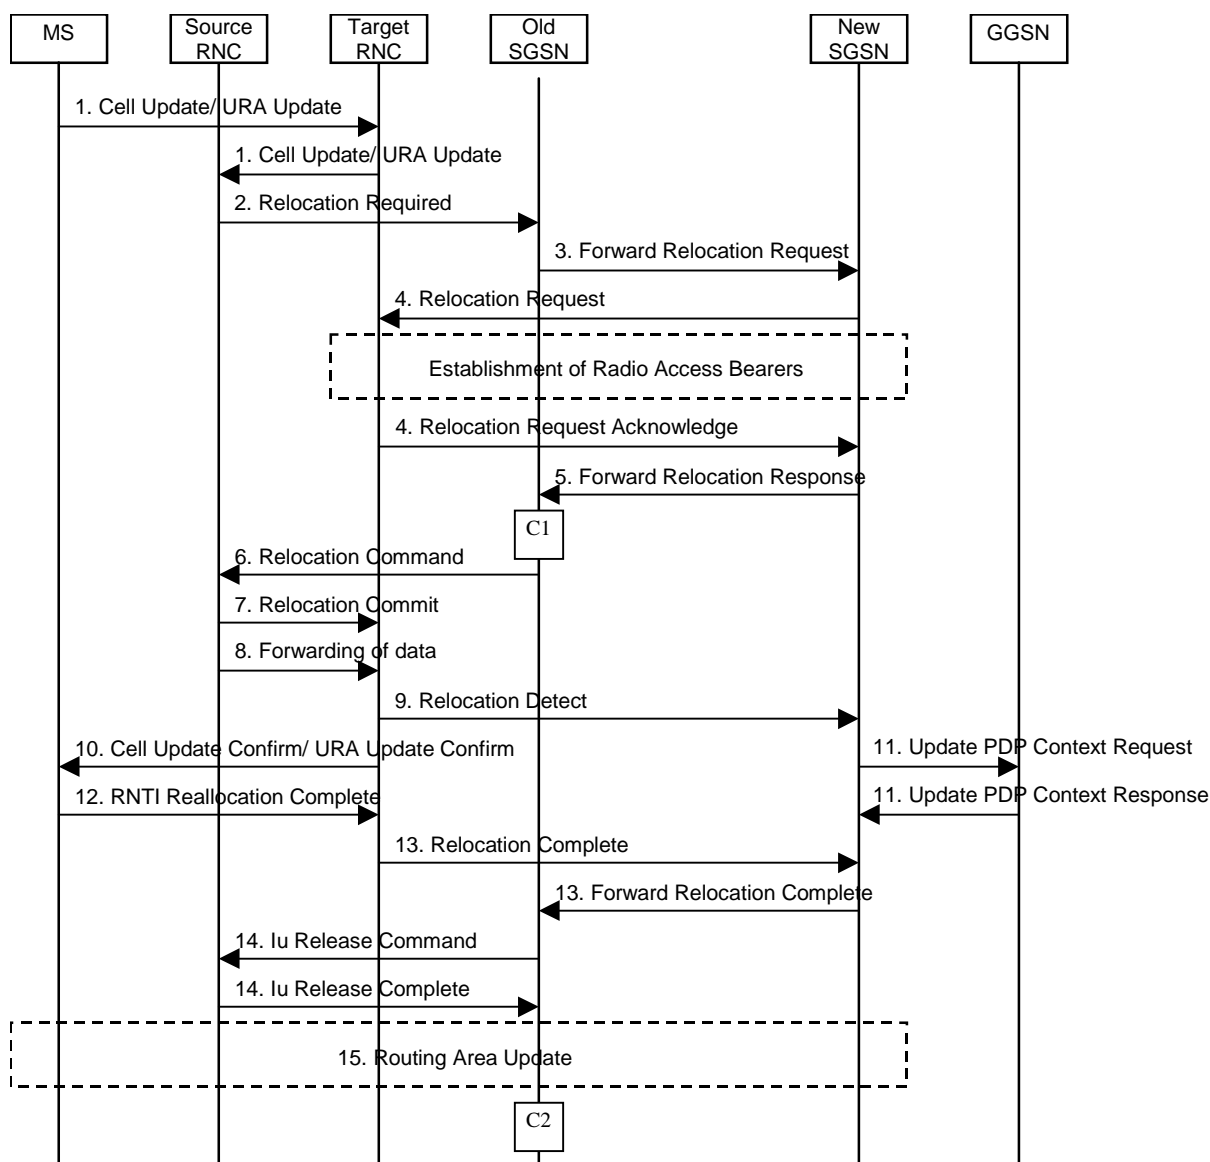 MS
Source
RNC
Target
RNC
Old
SGSN
New
SGSN
GGSN
1. Cell Update/ URA Update
1. Cell Update/ URA Update
2. Relocation Required
3. Forward Relocation Request
4. Relocation Request
Establishment of Radio Access Bearers
4. Relocation Request Acknowledge
5. Forward Relocation Response
C1
6. Relocation Command
7. Relocation Commit
8. Forwarding of data
9. Relocation Detect
10. Cell Update Confirm/ URA Update Confirm
11. Update PDP Context Request
12. RNTI Reallocation Complete
11. Update PDP Context Response
13. Relocation Complete
13. Forward Relocation Complete
14. Iu Release Command
14. Iu Release Complete
15. Routing Area Update
C2